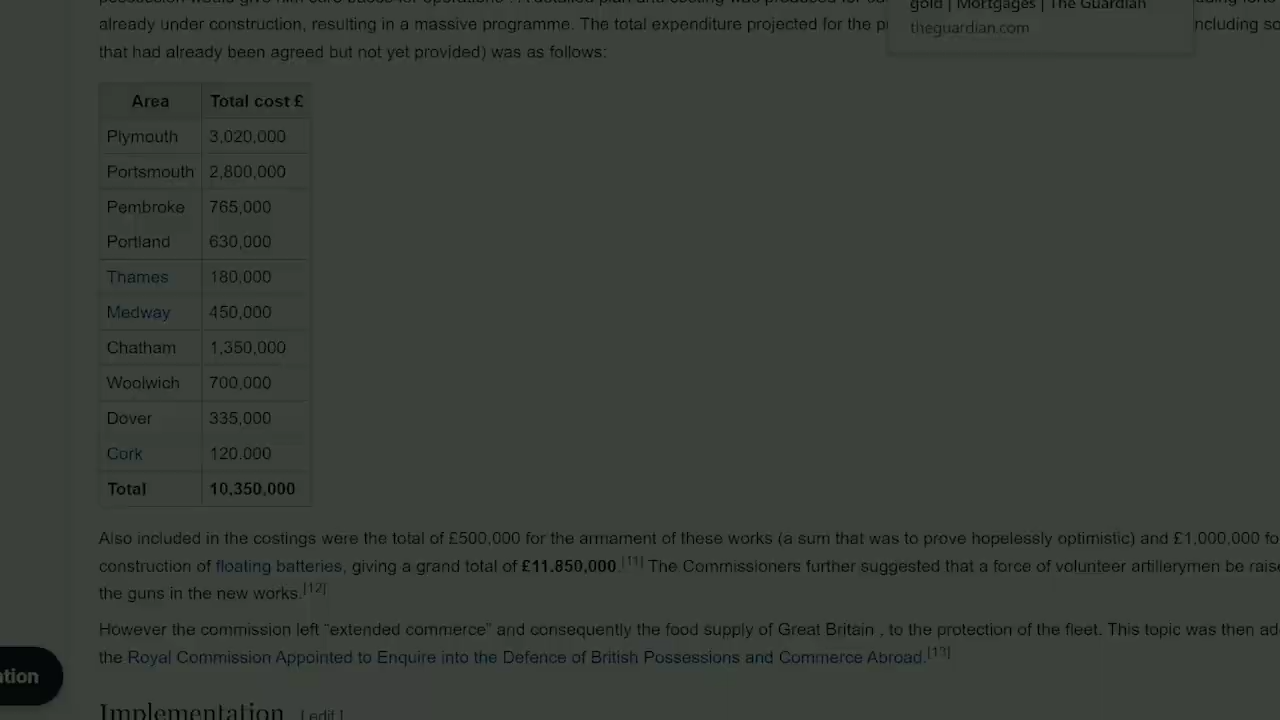 gold | Mortgages | The Guardian
already under construction, resulting in a massive programme. The total expenditure projected for the
theguardian.com
that had already been agreed but not yet provided) was as follows:
Area Total cost £
Plymouth 3,020,000
Portsmouth 2,800,000
Pembroke 765,000
Portland 630,000
Thames 180,000
Medway 450,000
Chatham 1,350,000
Woolwich 700,000
Dover 335,000
Cork 120.000
Total 10,350,000
Also included in the costings were the total of £500,000 for the armament of these works (a sum that was to prove hopelessly optimistic) and £1,000,000 fo
construction of floating batteries, giving a grand total of £11.850,000.[11] The Commissioners further suggested that a force of volunteer artillerymen be raise
the guns in the new works.[12]
However the commission left "extended commerce" and consequently the food supply of Great Britain , to the protection of the fleet. This topic was then ad
the Royal Commission Appointed to Enquire into the Defence of British Possessions and Commerce Abroad.[13]
ation
Implementation [ edit ]